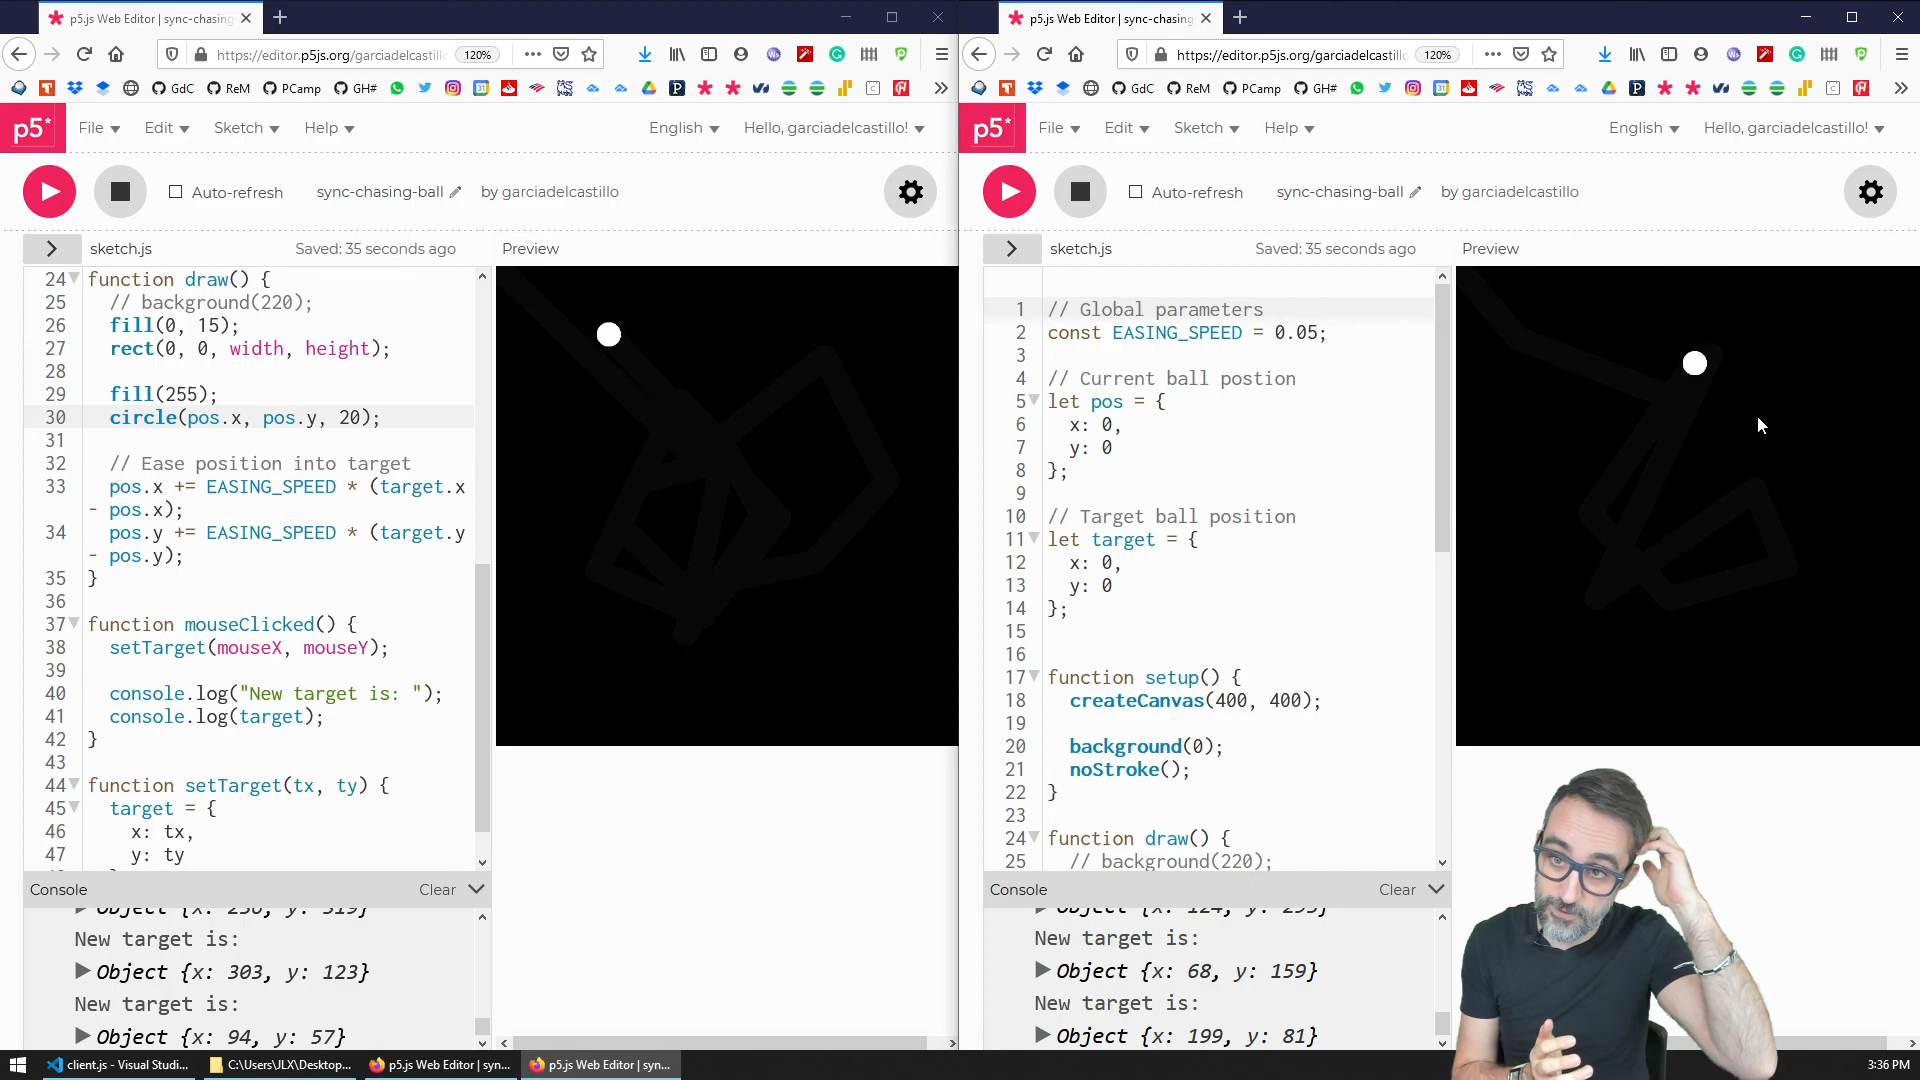 p5.js Web Editor | sync-chasing
https://editor.p5js.org/garciadelcastillo
120%
GdC
ReM
PCamp
GH#
p5*
File
Edit
Sketch
Help
English
Hello, garciadelcastillo!
Auto-refresh
sync-chasing-ball
by garciadelcastillo
sketch.js
Saved: 35 seconds ago
Preview
24 function draw() {
25 // background(220);
26 fill(0, 15);
27 rect(0, 0, width, height);
28
29 fill(255);
30 circle(pos.x, pos.y, 20);
31
32 // Ease position into target
33 pos.x += EASING_SPEED * (target.x
- pos.x);
34 pos.y += EASING_SPEED * (target.y
- pos.y);
35 }
36
37 function mouseClicked() {
38 setTarget(mouseX, mouseY);
39
40 console.log("New target is: ");
41 console.log(target);
42 }
43
44 function setTarget(tx, ty) {
45 target = {
46 x: tx,
47 y: ty
Console
Clear
New target is:
Object {x: 303, y: 123}
New target is:
Object {x: 94, y: 57}
p5.js Web Editor | sync-chasing
https://editor.p5js.org/garciadelcastillo
120%
GdC
ReM
PCamp
GH#
p5*
File
Edit
Sketch
Help
English
Hello, garciadelcastillo!
Auto-refresh
sync-chasing-ball
by garciadelcastillo
sketch.js
Saved: 35 seconds ago
Preview
1 // Global parameters
2 const EASING_SPEED = 0.05;
3
4 // Current ball postion
5 let pos = {
6 x: 0,
7 y: 0
8 };
9
10 // Target ball position
11 let target = {
12 x: 0,
13 y: 0
14 };
15
16
17 function setup() {
18 createCanvas(400, 400);
19
20 background(0);
21 noStroke();
22 }
23
24 function draw() {
25 // background(220);
Console
Clear
New target is:
Object {x: 68, y: 159}
New target is:
Object {x: 199, y: 81}
client.js - Visual Studi...
C:\Users\JLX\Desktop...
p5.js Web Editor | syn...
p5.js Web Editor | syn...
3:36 PM